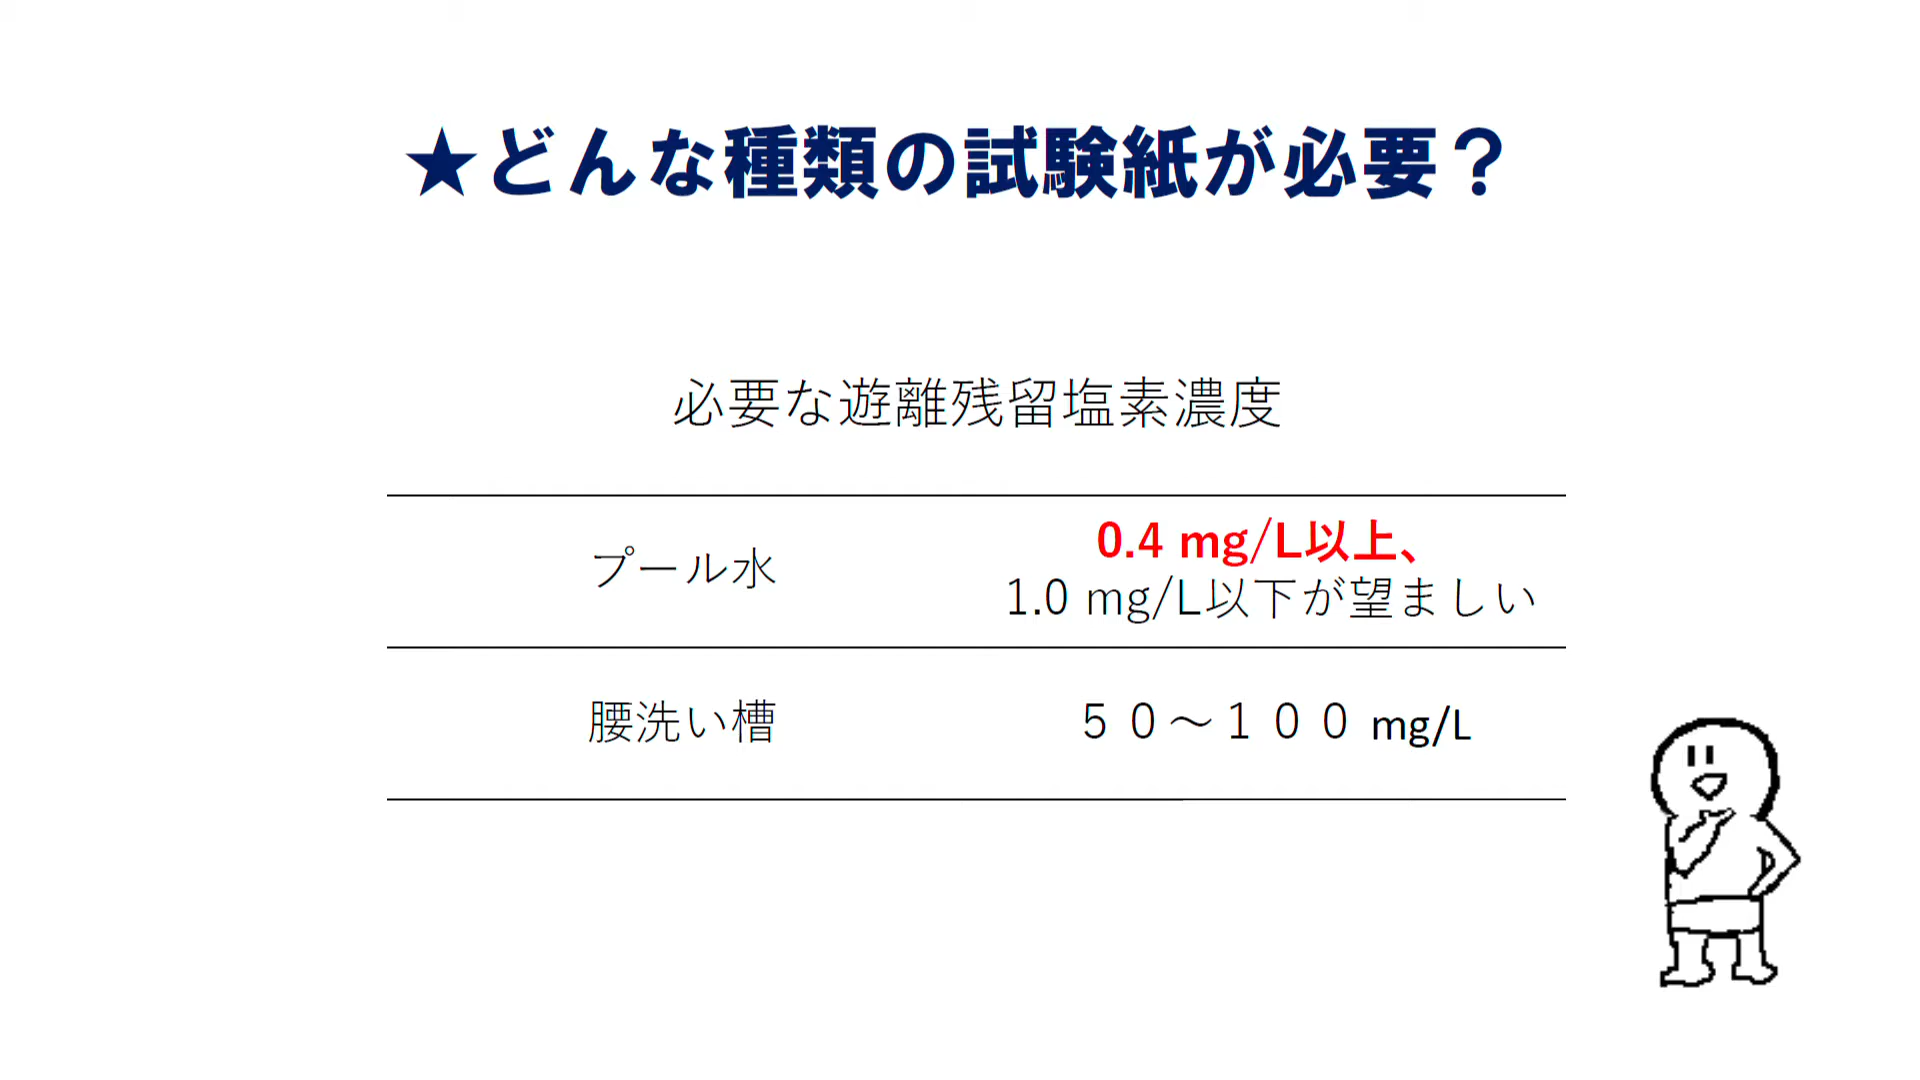 ★どんな種類の試験紙が必要？
必要な遊離残留塩素濃度
プール水
0.4 mg/L以上、
1.0 mg/L以下が望ましい
腰洗い槽
５０～１００ mg/L